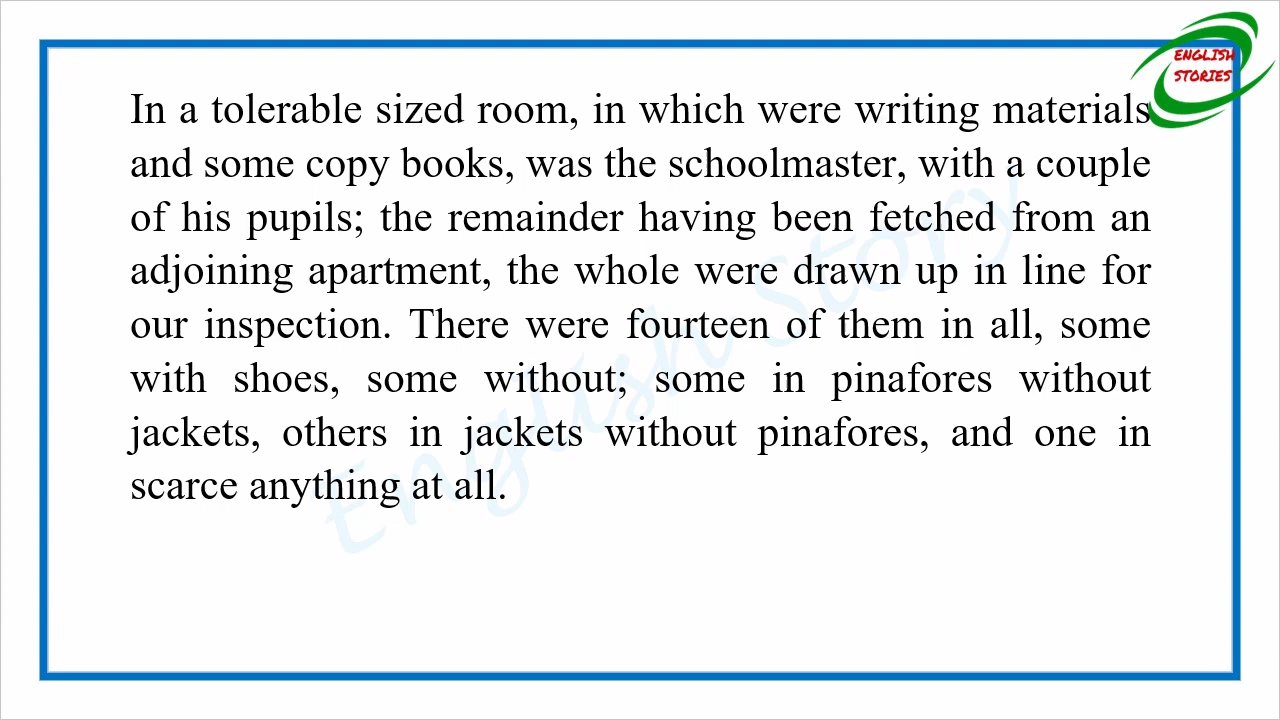 ENGLISH
STORIES
In a tolerable sized room, in which were writing materials
and some copy books, was the schoolmaster, with a couple
of his pupils; the remainder having been fetched from an
adjoining apartment, the whole were drawn up in line for
our inspection. There were fourteen of them in all, some
with shoes, some without; some in pinafores without
jackets, others in jackets without pinafores, and one in
scarce anything at all.
English Story